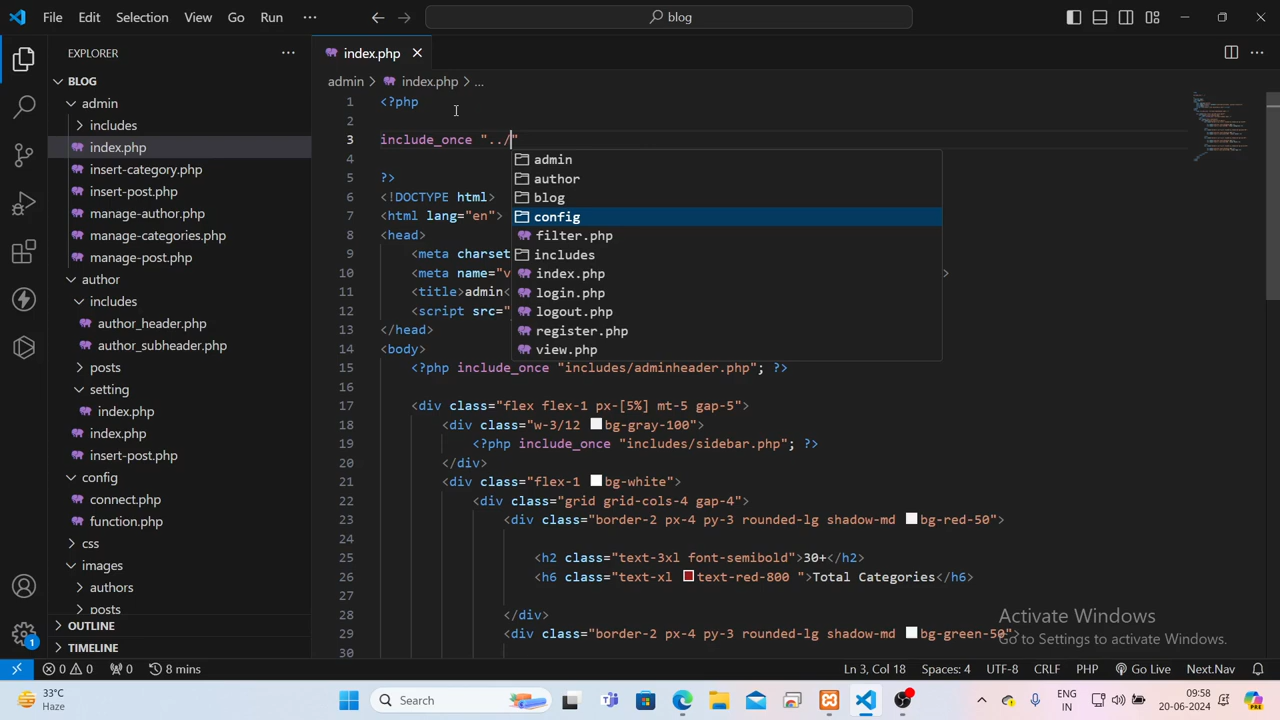 File Edit Selection View Go Run ··· blog
EXPLORER ···
index.php
BLOG
admin
includes
index.php
insert-category.php
insert-post.php
manage-author.php
manage-categories.php
manage-post.php
author
includes
author_header.php
author_subheader.php
posts
setting
index.php
index.php
insert-post.php
config
connect.php
function.php
css
images
authors
posts
OUTLINE
TIMELINE
admin > index.php > ...
1 <?php
2
3 include_once "../"
4
5 ?>
6 <!DOCTYPE html>
7 <html lang="en">
8 <head>
9 <meta charset
10 <meta name="v >
11 <title>admin<
12 <script src="
13 </head>
14 <body>
15 <?php include_once "includes/adminheader.php"; ?>
16
17 <div class="flex flex-1 px-[5%] mt-5 gap-5">
18 <div class="w-3/12 bg-gray-100">
19 <?php include_once "includes/sidebar.php"; ?>
20 </div>
21 <div class="flex-1 bg-white">
22 <div class="grid grid-cols-4 gap-4">
23 <div class="border-2 px-4 py-3 rounded-lg shadow-md bg-red-50">
24
25 <h2 class="text-3xl font-semibold">30+</h2>
26 <h6 class="text-xl text-red-800 ">Total Categories</h6>
27
28 </div>
29 <div class="border-2 px-4 py-3 rounded-lg shadow-md bg-green-50">
30
admin
author
blog
config
filter.php
includes
index.php
login.php
logout.php
register.php
view.php
Activate Windows
Go to Settings to activate Windows.
0 0 0 8 mins Ln 3, Col 18 Spaces: 4 UTF-8 CRLF PHP Go Live Next.Nav
1
33°C
Haze
Search
ENG
IN
09:58
20-06-2024